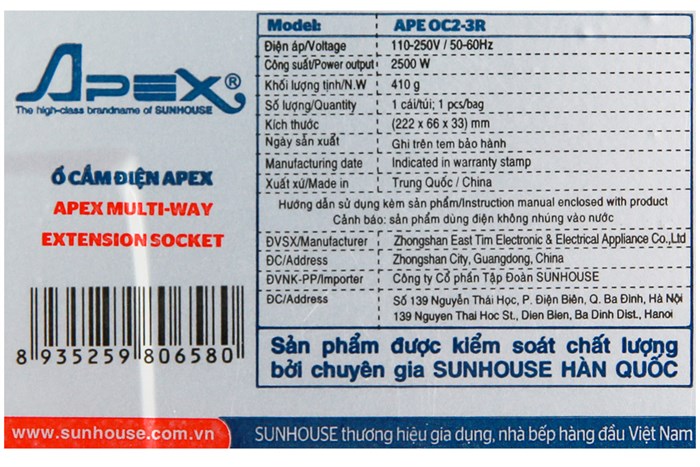 APEX®
The high-class brandname of SUNHOUSE
Ổ CẮM ĐIỆN APEX
APEX MULTI-WAY
EXTENSION SOCKET
8 935259 806580
Model: APE OC2-3R
Điện áp/Voltage 110-250V / 50-60Hz
Công suất/Power output 2500 W
Khối lượng tịnh/N.W 410 g
Số lượng/Quantity 1 cái/túi; 1 pcs/bag
Kích thước (222 x 66 x 33) mm
Ngày sản xuất Ghi trên tem bảo hành
Manufacturing date Indicated in warranty stamp
Xuất xứ/Made in Trung Quốc / China
Hướng dẫn sử dụng kèm sản phẩm/Instruction manual enclosed with product
Cảnh báo: sản phẩm dùng điện không nhúng vào nước
ĐVSX/Manufacturer Zhongshan East Tim Electronic & Electrical Appliance Co.,Ltd
ĐC/Address Zhongshan City, Guangdong, China
ĐVNK-PP/Importer Công ty Cổ phần Tập Đoàn SUNHOUSE
ĐC/Address Số 139 Nguyễn Thái Học, P. Điện Biên, Q. Ba Đình, Hà Nội
139 Nguyen Thai Hoc St., Dien Bien, Ba Dinh Dist., Hanoi
Sản phẩm được kiểm soát chất lượng
bởi chuyên gia SUNHOUSE HÀN QUỐC
www.sunhouse.com.vn
SUNHOUSE thương hiệu gia dụng, nhà bếp hàng đầu Việt Nam